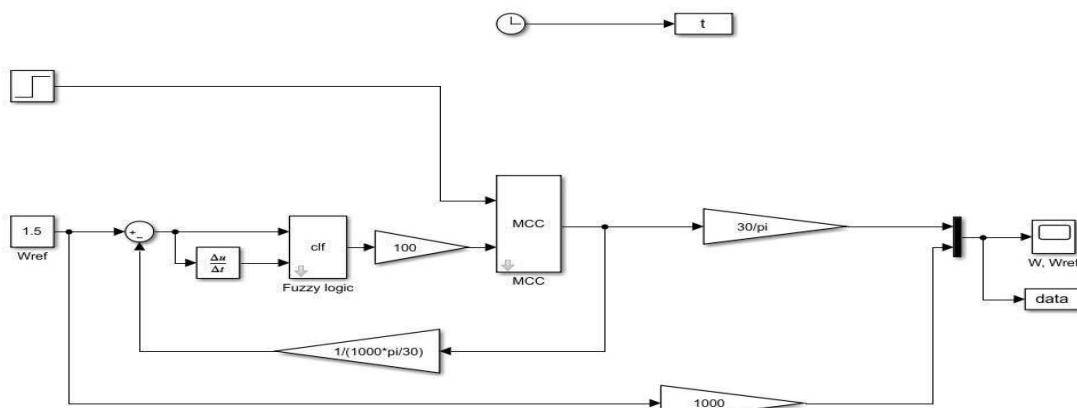 t
1.5
Wref
+
−
Δu
Δt
clf
Fuzzy logic
100
MCC
MCC
30/pi
W, Wref
data
1/(1000*pi/30)
1000